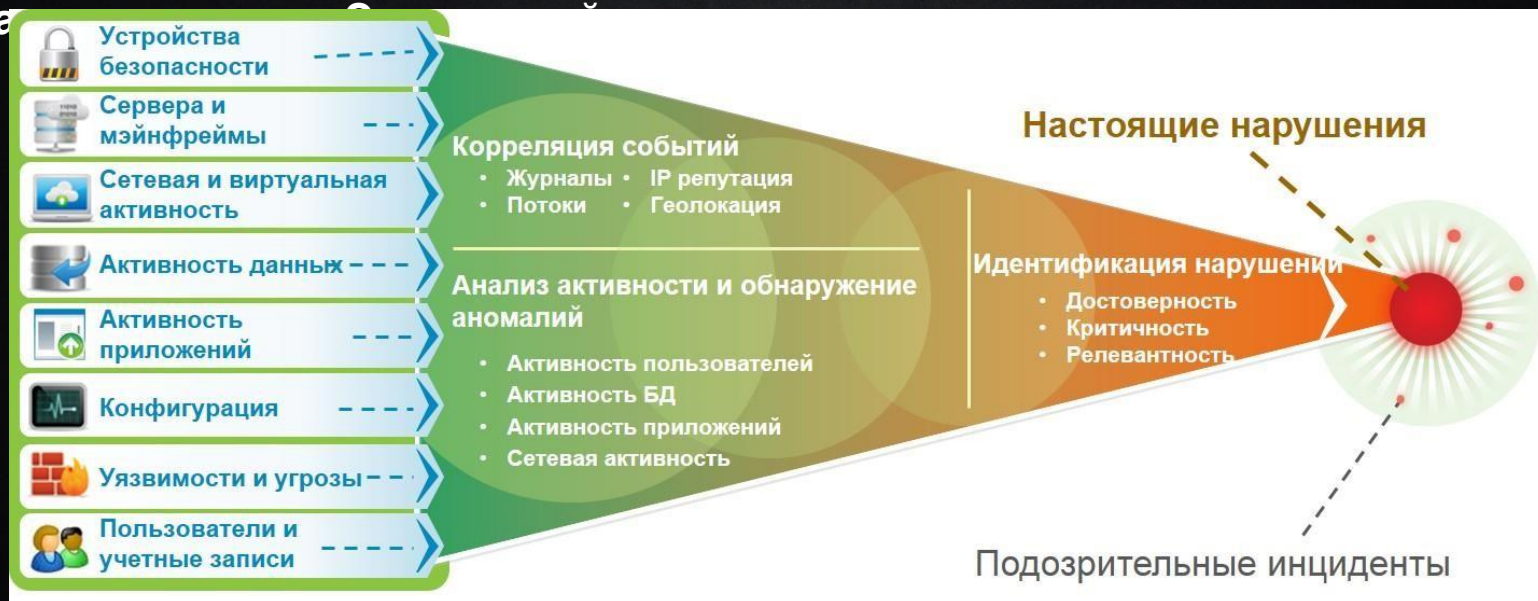 Устройства
безопасности
Сервера и
мэйнфреймы
Сетевая и виртуальная
активность
Активность данных
Активность
приложений
Конфигурация
Уязвимости и угрозы
Пользователи и
учетные записи
Корреляция событий
• Журналы • IP репутация
• Потоки • Геолокация
Анализ активности и обнаружение
аномалий
• Активность пользователей
• Активность БД
• Активность приложений
• Сетевая активность
Идентификация нарушений
• Достоверность
• Критичность
• Релевантность
Настоящие нарушения
Подозрительные инциденты